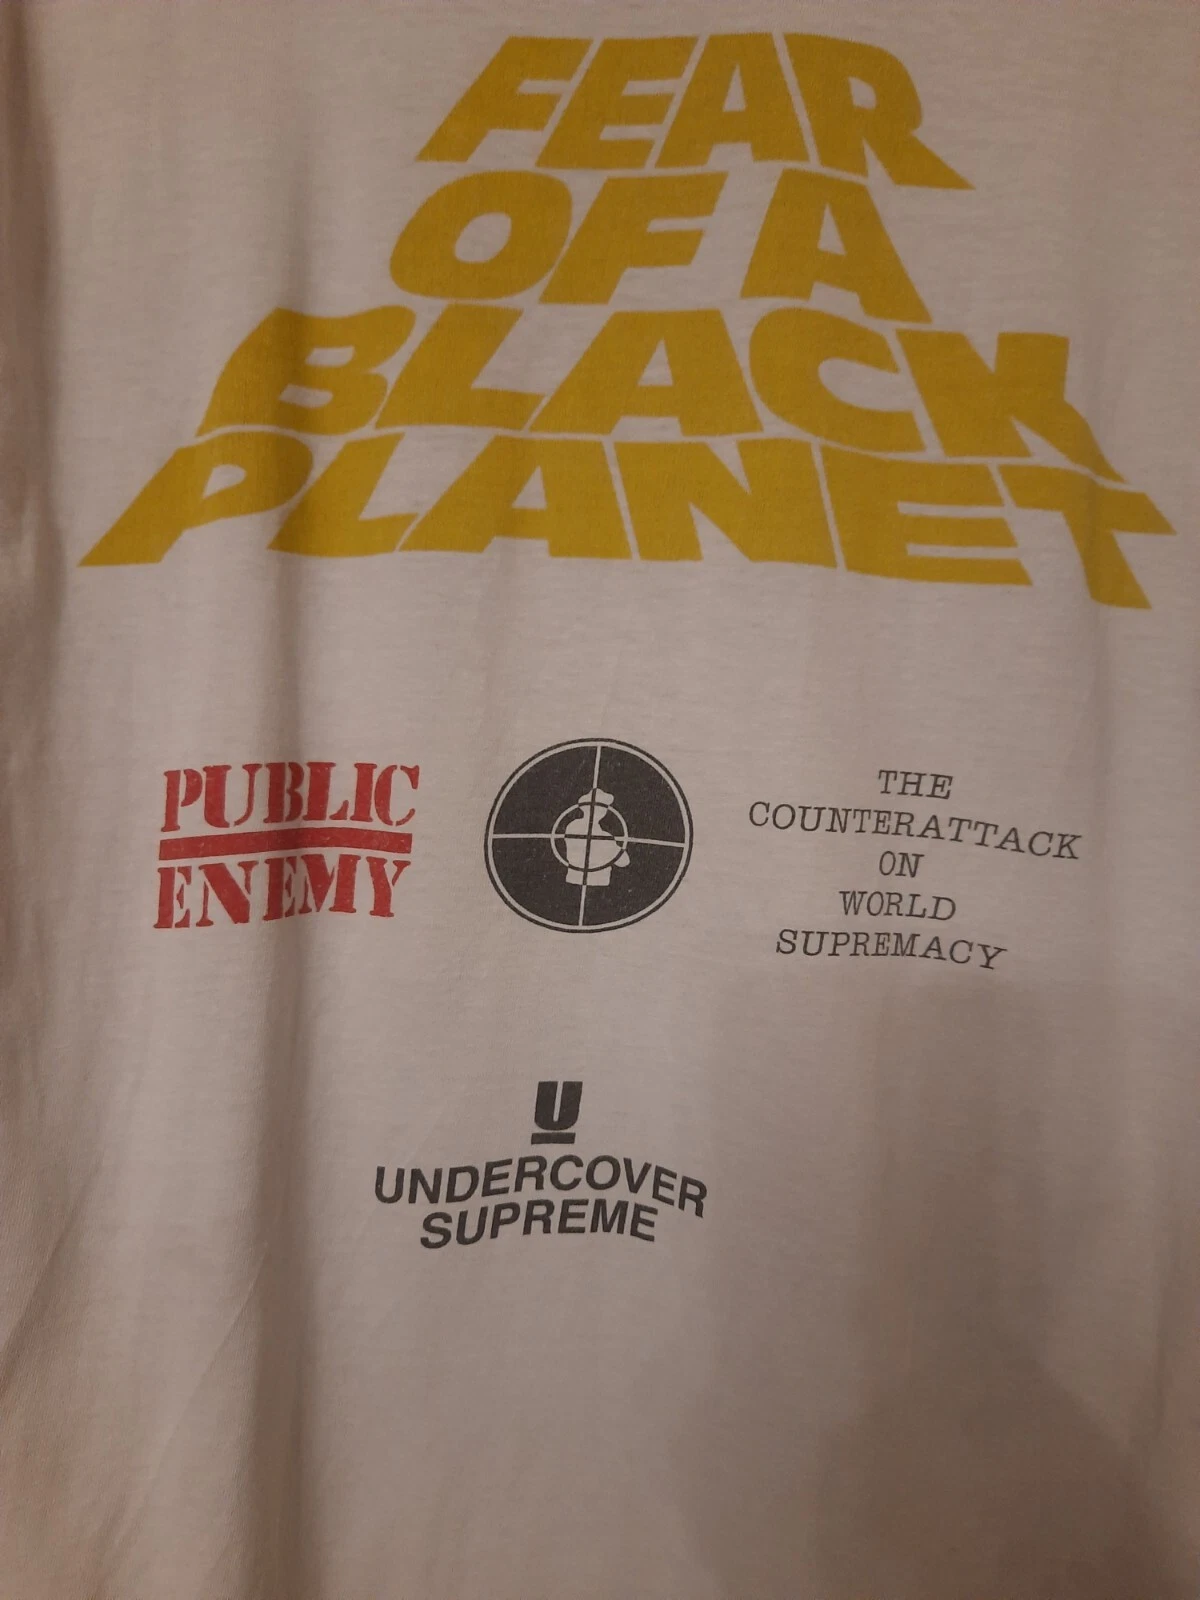 FEAR
OF A
BLACK
PLANET
PUBLIC
ENEMY
THE
COUNTERATTACK
ON
WORLD
SUPREMACY
U
UNDERCOVER
SUPREME